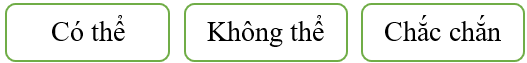 Có thể Không thể Chắc chắn